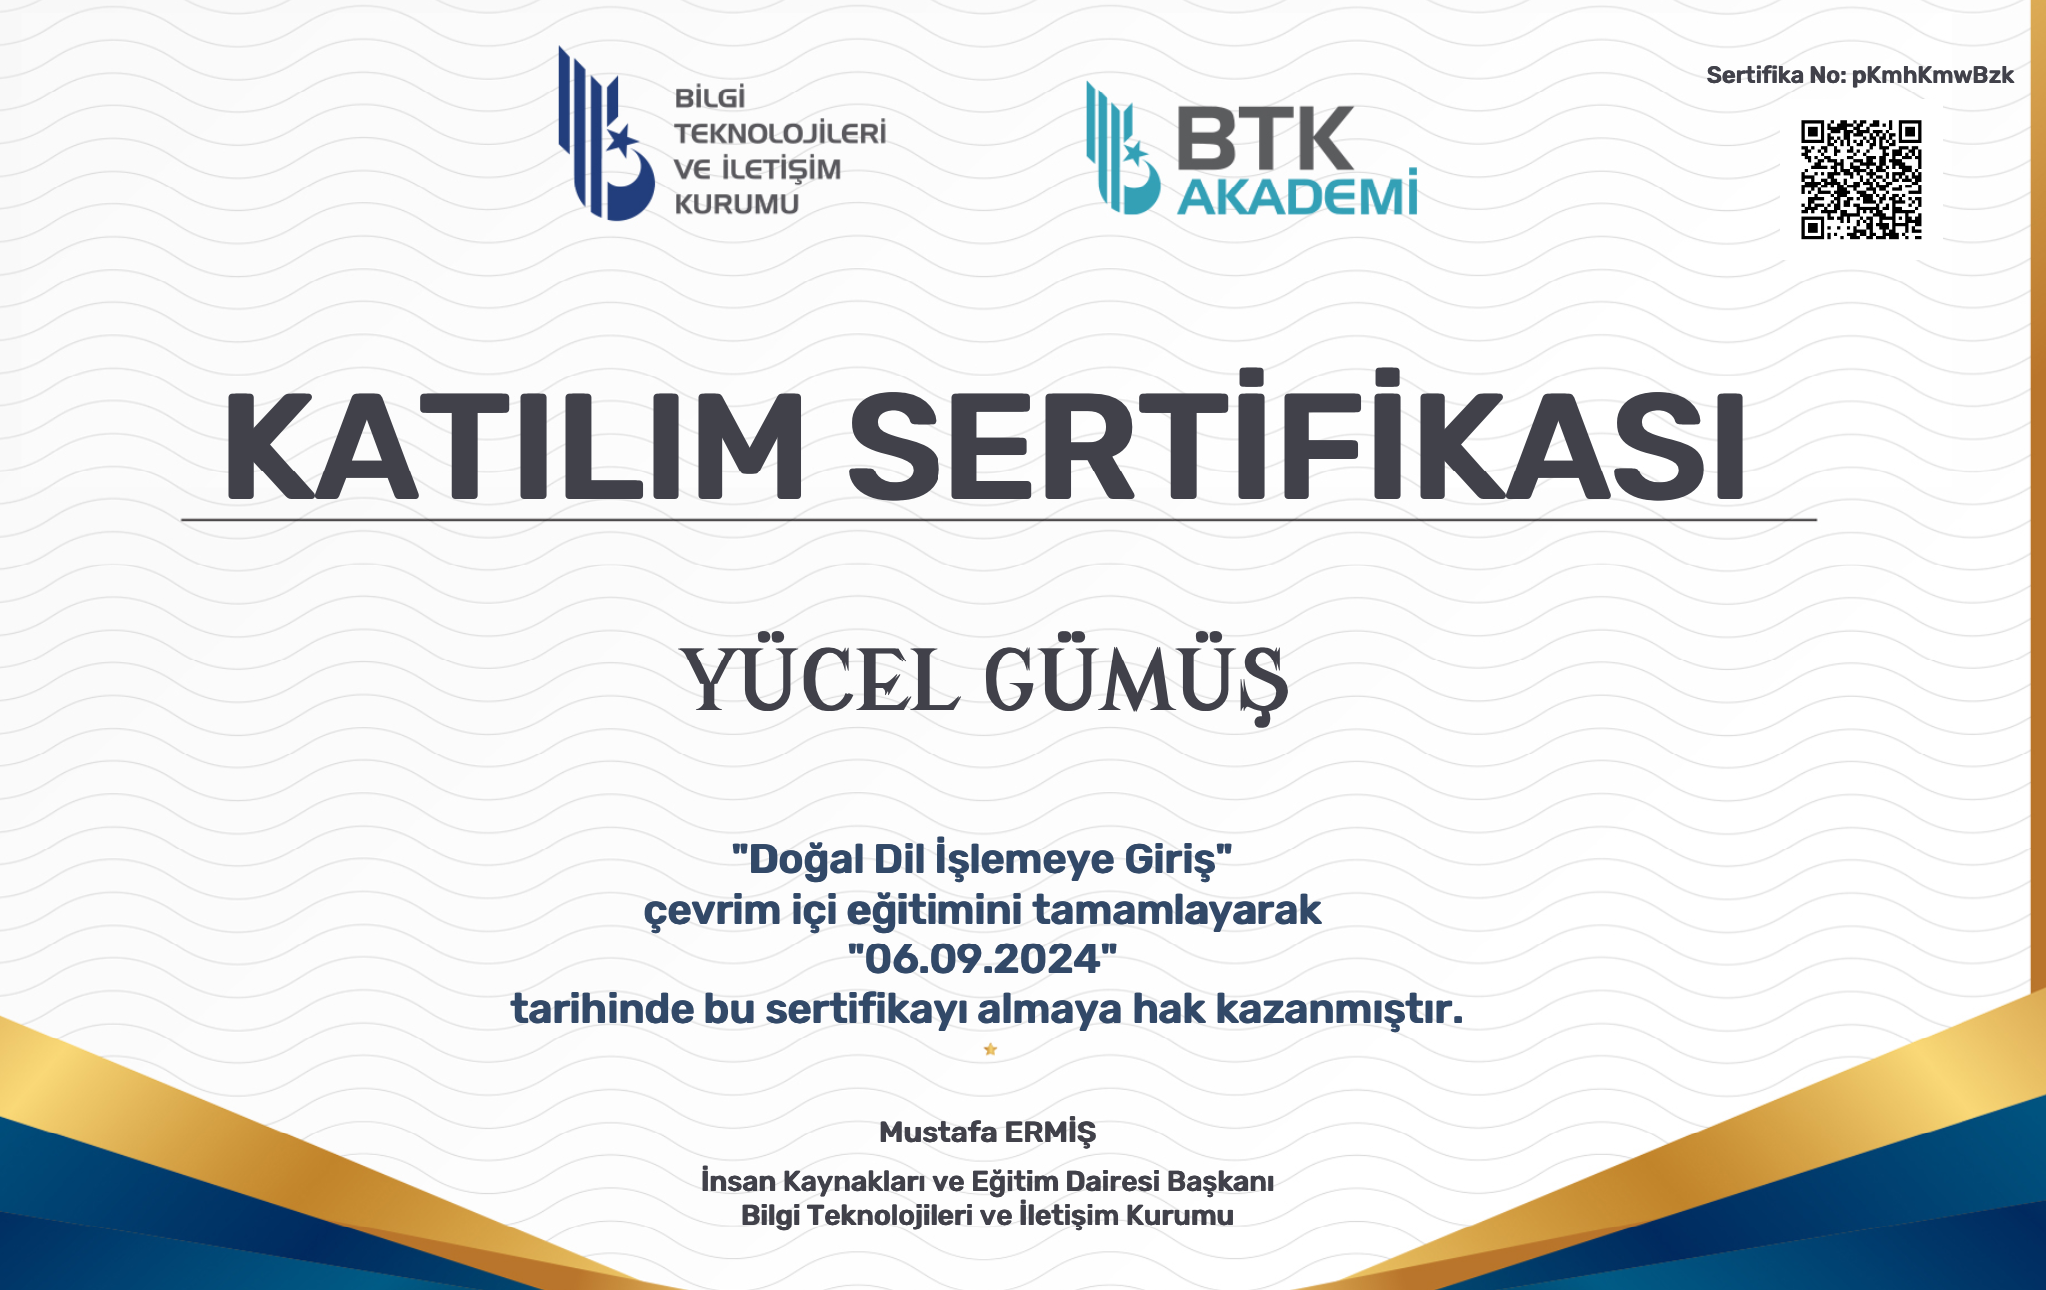 BİLGİ
TEKNOLOJİLERİ
VE İLETİŞİM
KURUMU
BTK
AKADEMİ
Sertifika No: pKmhKmwBzk
KATILIM SERTİFİKASI
YÜCEL GÜMÜŞ
"Doğal Dil İşlemeye Giriş"
çevrim içi eğitimini tamamlayarak
"06.09.2024"
tarihinde bu sertifikayı almaya hak kazanmıştır.
Mustafa ERMİŞ
İnsan Kaynakları ve Eğitim Dairesi Başkanı
Bilgi Teknolojileri ve İletişim Kurumu